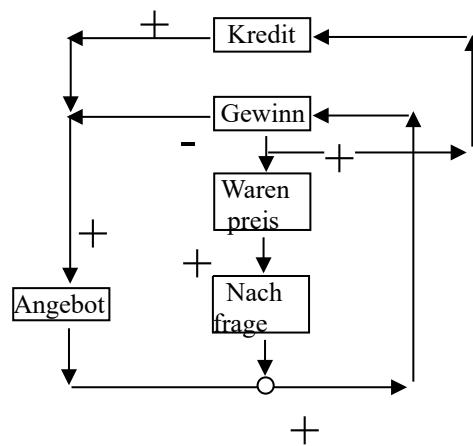 +
Kredit
Gewinn
-
+
Waren
preis
+
+
Nach
frage
Angebot
+